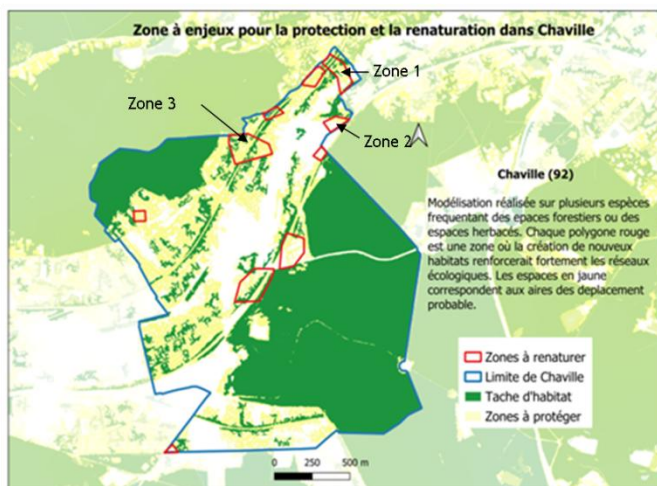 Zone à enjeux pour la protection et la renaturation dans Chaville
Zone 1
Zone 3
Zone 2
Chaville (92)
Modélisation réalisée sur plusieurs espèces
frequentant des epaces forestiers ou des
espaces herbacés. Chaque polygone rouge
est une zone où la création de nouveux
habitats renforcerait fortement les réseaux
écologiques. Les espaces en jaune
correspondent aux aires des deplacement
probable.
Zones à renaturer
Limite de Chaville
Tache d'habitat
Zones à protéger
0 250 500 m